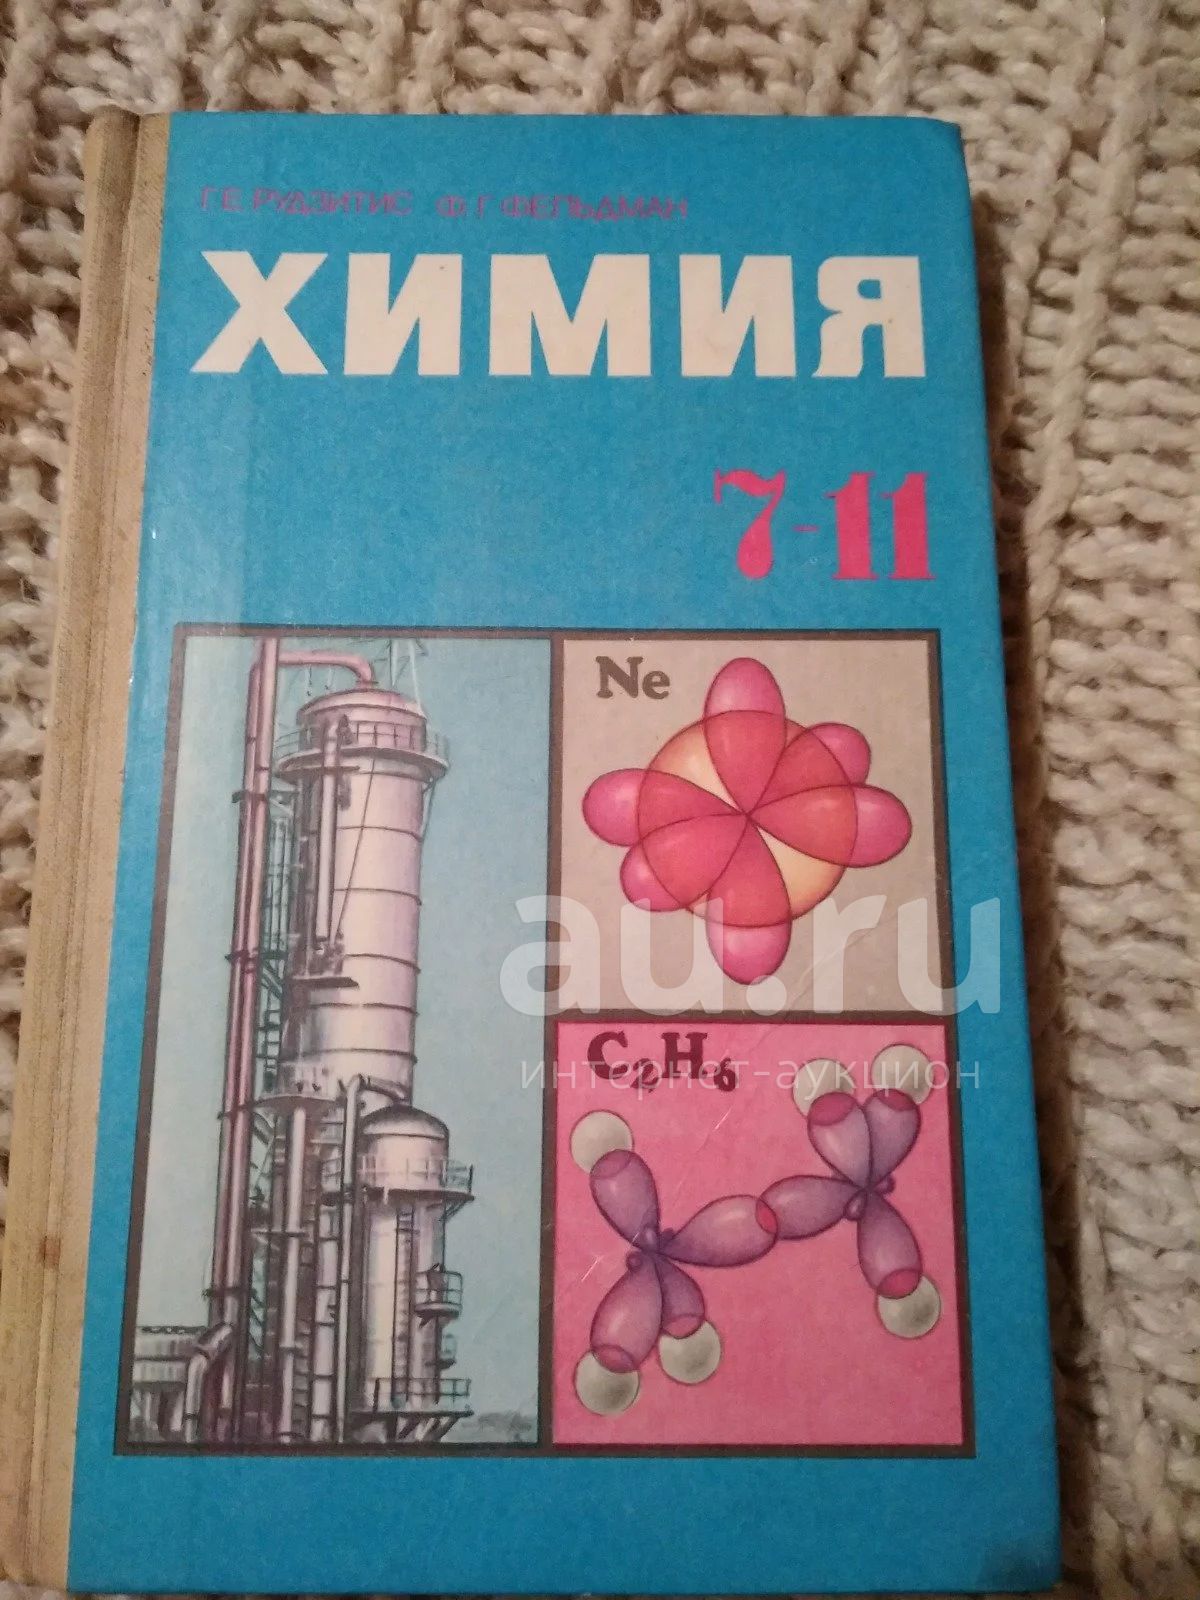 Г. Е. РУДЗИТИС Ф. Г. ФЕЛЬДМАН
ХИМИЯ
7-11
Ne
au.ru
C₂H₆
интернет-аукцион